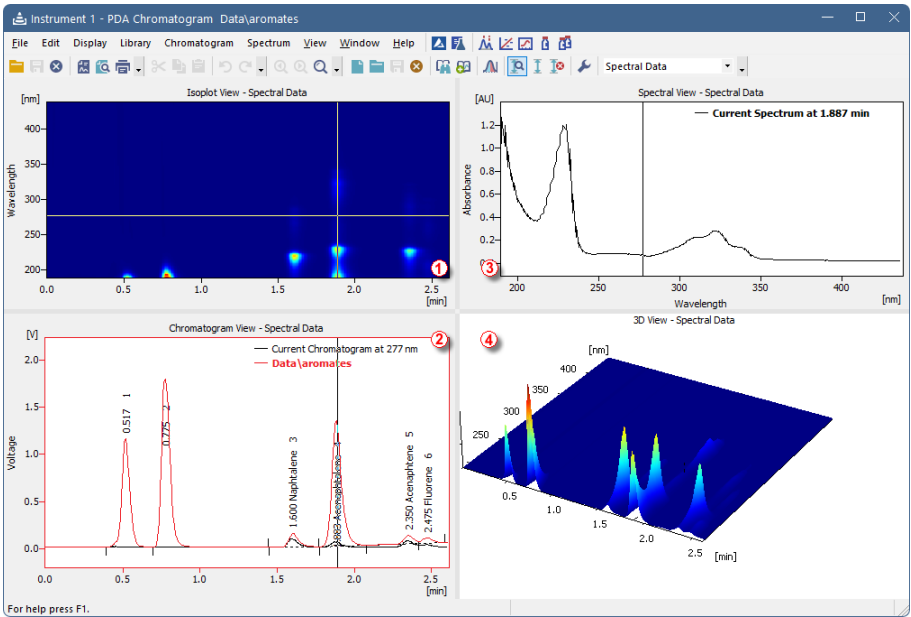 Instrument 1 - PDA Chromatogram Data\aromates
File Edit Display Library Chromatogram Spectrum View Window Help
Spectral Data
Isoplot View - Spectral Data
[nm]
Wavelength
400
350
300
250
200
0.0 0.5 1.0 1.5 2.0 2.5
[min]
1
Spectral View - Spectral Data
[AU]
Current Spectrum at 1.887 min
Absorbance
1.2
1.0
0.8
0.6
0.4
0.2
3
200 250 300 350 400
Wavelength
[nm]
Chromatogram View - Spectral Data
[V]
2
Current Chromatogram at 277 nm
Data\aromates
Voltage
2.0
1.5
1.0
0.5
0.0
0.517 1
0.775 2
1.600 Naphtalene 3
2.350 Acenaphtene 5
2.475 Fluorene 6
0.0 0.5 1.0 1.5 2.0 2.5
[min]
3D View - Spectral Data
4
[nm]
400
350
300
250
0.5
1.0
1.5
2.0
2.5
[min]
For help press F1.